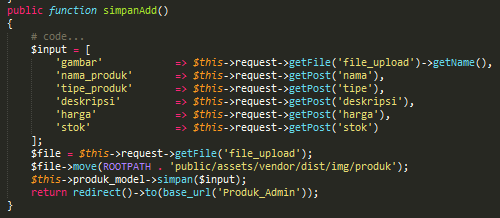 public function simpanAdd()
{
# code...
$input = [
'gambar' => $this->request->getFile('file_upload')->getName(),
'nama_produk' => $this->request->getPost('nama'),
'tipe_produk' => $this->request->getPost('tipe'),
'deskripsi' => $this->request->getPost('deskripsi'),
'harga' => $this->request->getPost('harga'),
'stok' => $this->request->getPost('stok')
];
$file = $this->request->getFile('file_upload');
$file->move(ROOTPATH . 'public/assets/vendor/dist/img/produk');
$this->produk_model->simpan($input);
return redirect()->to(base_url('Produk_Admin'));
}